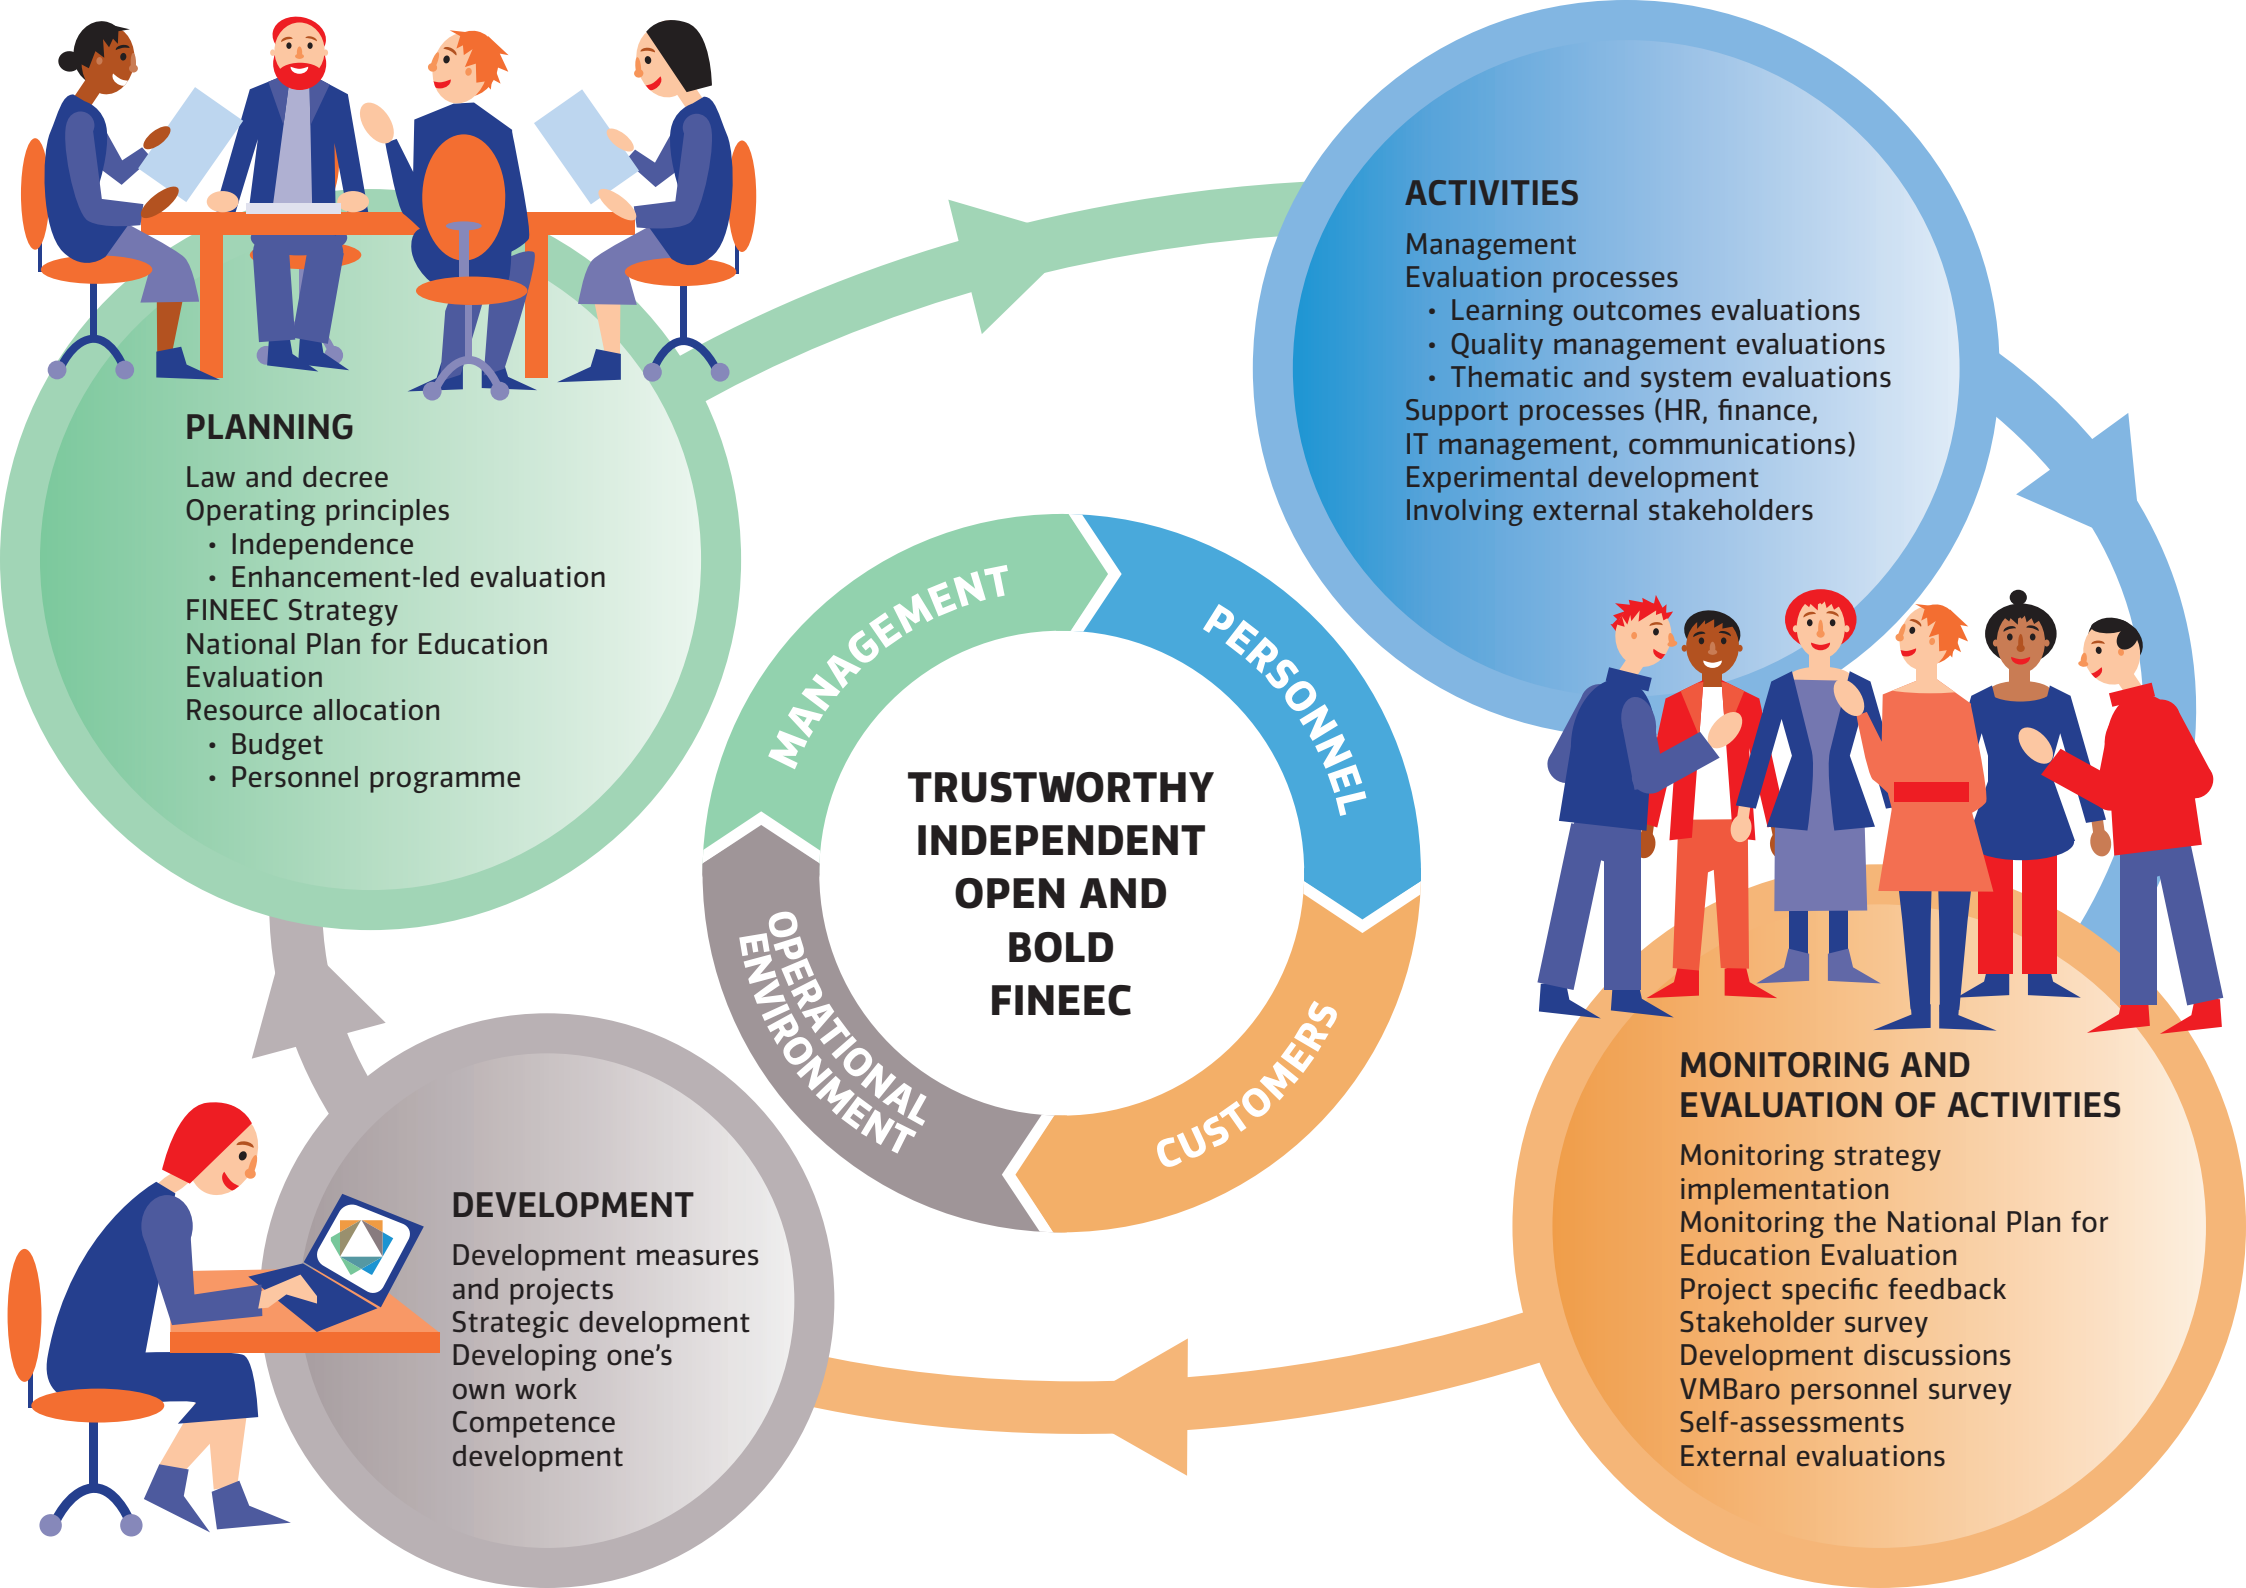 PLANNING
Law and decree
Operating principles
• Independence
• Enhancement-led evaluation
FINEEC Strategy
National Plan for Education
Evaluation
Resource allocation
• Budget
• Personnel programme
ACTIVITIES
Management
Evaluation processes
• Learning outcomes evaluations
• Quality management evaluations
• Thematic and system evaluations
Support processes (HR, finance,
IT management, communications)
Experimental development
Involving external stakeholders
MONITORING AND
EVALUATION OF ACTIVITIES
Monitoring strategy
implementation
Monitoring the National Plan for
Education Evaluation
Project specific feedback
Stakeholder survey
Development discussions
VMBaro personnel survey
Self-assessments
External evaluations
DEVELOPMENT
Development measures
and projects
Strategic development
Developing one’s
own work
Competence
development
MANAGEMENT
PERSONNEL
CUSTOMERS
OPERATIONAL
ENVIRONMENT
TRUSTWORTHY
INDEPENDENT
OPEN AND
BOLD
FINEEC